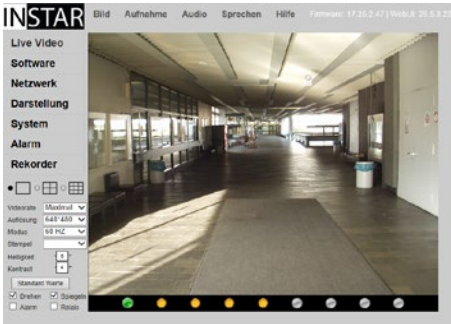 INSTAR
Bild Aufnahme Audio Sprechen Hilfe
Live Video
Software
Netzwerk
Darstellung
System
Alarm
Rekorder
Videorate Maximal
Auflösung 640*480
Modus 60 HZ
Stempel
Helligkeit
Kontrast
Standard Werte
Drehen Spiegeln
Alarm Relais